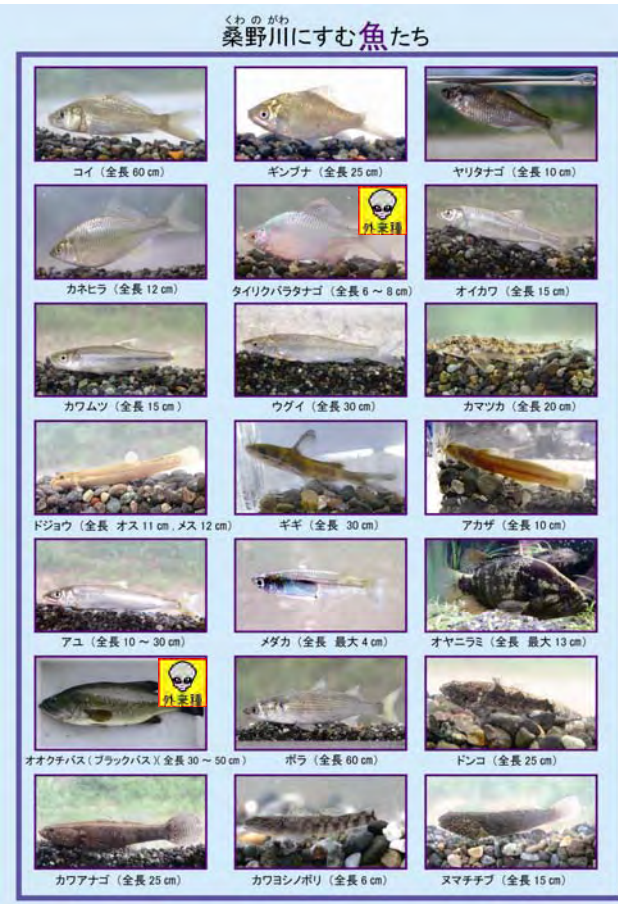 くわのがわ
桑野川にすむ魚たち
コイ（全長 60 cm）
ギンブナ（全長 25 cm）
ヤリタナゴ（全長 10 cm）
カネヒラ（全長 12 cm）
外来種
タイリクバラタナゴ（全長 6 ～ 8 cm）
オイカワ（全長 15 cm）
カワムツ（全長 15 cm）
ウグイ（全長 30 cm）
カマツカ（全長 20 cm）
ドジョウ（全長 オス 11 cm , メス 12 cm）
ギギ（全長 30 cm）
アカザ（全長 10 cm）
アユ（全長 10 ～ 30 cm）
メダカ（全長 最大 4 cm）
オヤニラミ（全長 最大 13 cm）
外来種
オオクチバス（ブラックバス）（全長 30 ～ 50 cm）
ボラ（全長 60 cm）
ドンコ（全長 25 cm）
カワアナゴ（全長 25 cm）
カワヨシノボリ（全長 6 cm）
ヌマチチブ（全長 15 cm）